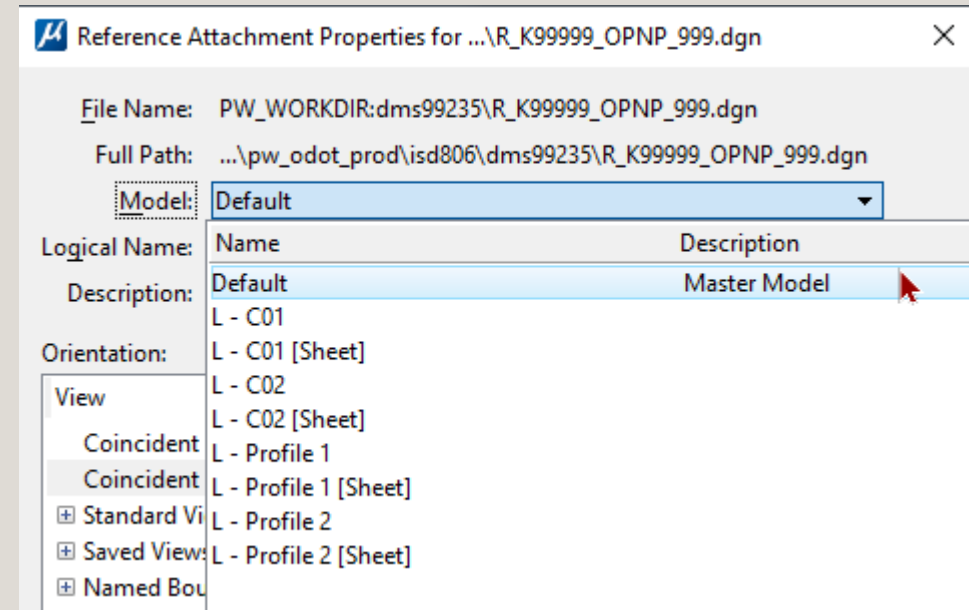 Reference Attachment Properties for ...\R_K99999_OPNP_999.dgn
File Name: PW_WORKDIR:dms99235\R_K99999_OPNP_999.dgn
Full Path: ...\pw_odot_prod\isd806\dms99235\R_K99999_OPNP_999.dgn
Model: Default
Logical Name: Name Description
Description: Default Master Model
L - C01
Orientation: L - C01 [Sheet]
View L - C02
L - C02 [Sheet]
Coincident L - Profile 1
Coincident L - Profile 1 [Sheet]
Standard Vi L - Profile 2
Saved Views L - Profile 2 [Sheet]
Named Bou